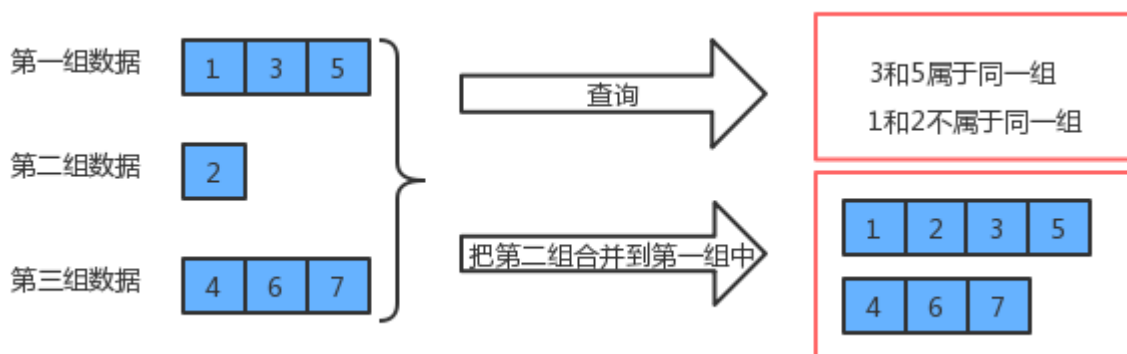 第一组数据 1 3 5
第二组数据 2
第三组数据 4 6 7
查询
把第二组合并到第一组中
3和5属于同一组
1和2不属于同一组
1 2 3 5
4 6 7